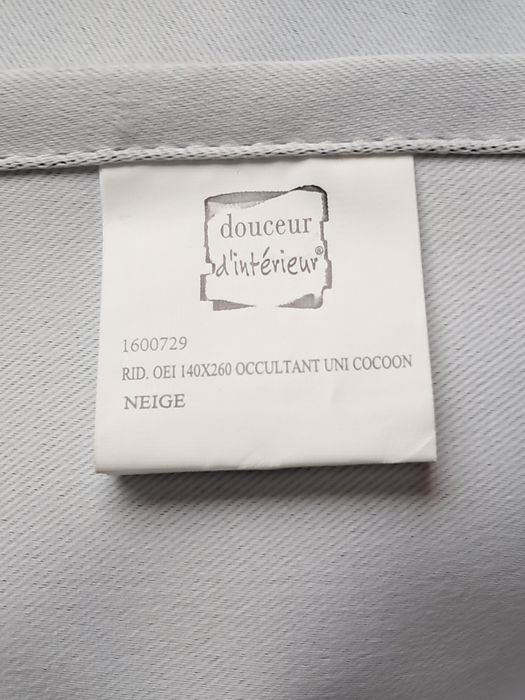 douceur
d'intérieur®
1600729
RID. OEI 140X260 OCCULTANT UNI COCOON
NEIGE